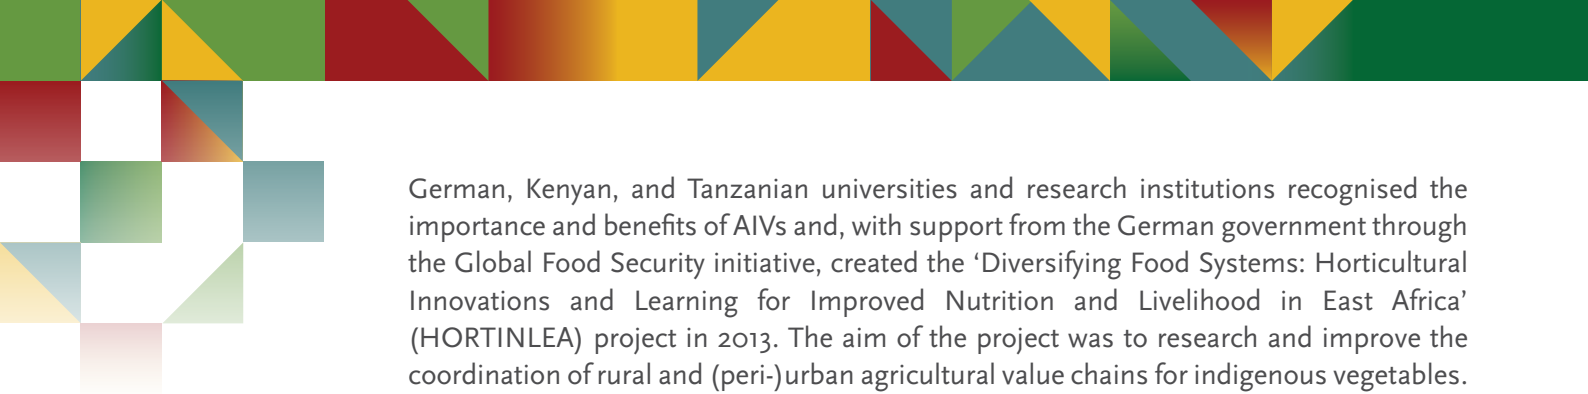 German, Kenyan, and Tanzanian universities and research institutions recognised the
importance and benefits of AIVs and, with support from the German government through
the Global Food Security initiative, created the ‘Diversifying Food Systems: Horticultural
Innovations and Learning for Improved Nutrition and Livelihood in East Africa’
(HORTINLEA) project in 2013. The aim of the project was to research and improve the
coordination of rural and (peri-)urban agricultural value chains for indigenous vegetables.